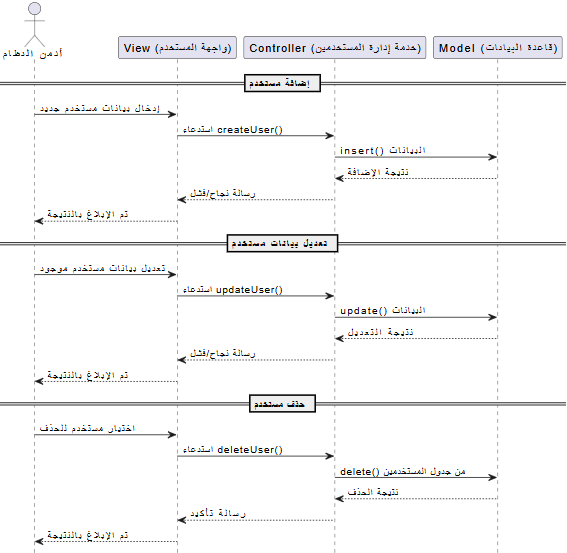 أدمن النظام
View (واجهة المستخدم)
Controller (خدمة إدارة المستخدمين)
Model (قاعدة البيانات)
إضافة مستخدم
إدخال بيانات مستخدم جديد
استدعاء createUser()
insert() البيانات
نتيجة الإضافة
رسالة نجاح/فشل
تم الإبلاغ بالنتيجة
تعديل بيانات مستخدم
تعديل بيانات مستخدم موجود
استدعاء updateUser()
update() البيانات
نتيجة التعديل
رسالة نجاح/فشل
تم الإبلاغ بالنتيجة
حذف مستخدم
اختيار مستخدم للحذف
استدعاء deleteUser()
delete() من جدول المستخدمين
نتيجة الحذف
رسالة تأكيد
تم الإبلاغ بالنتيجة